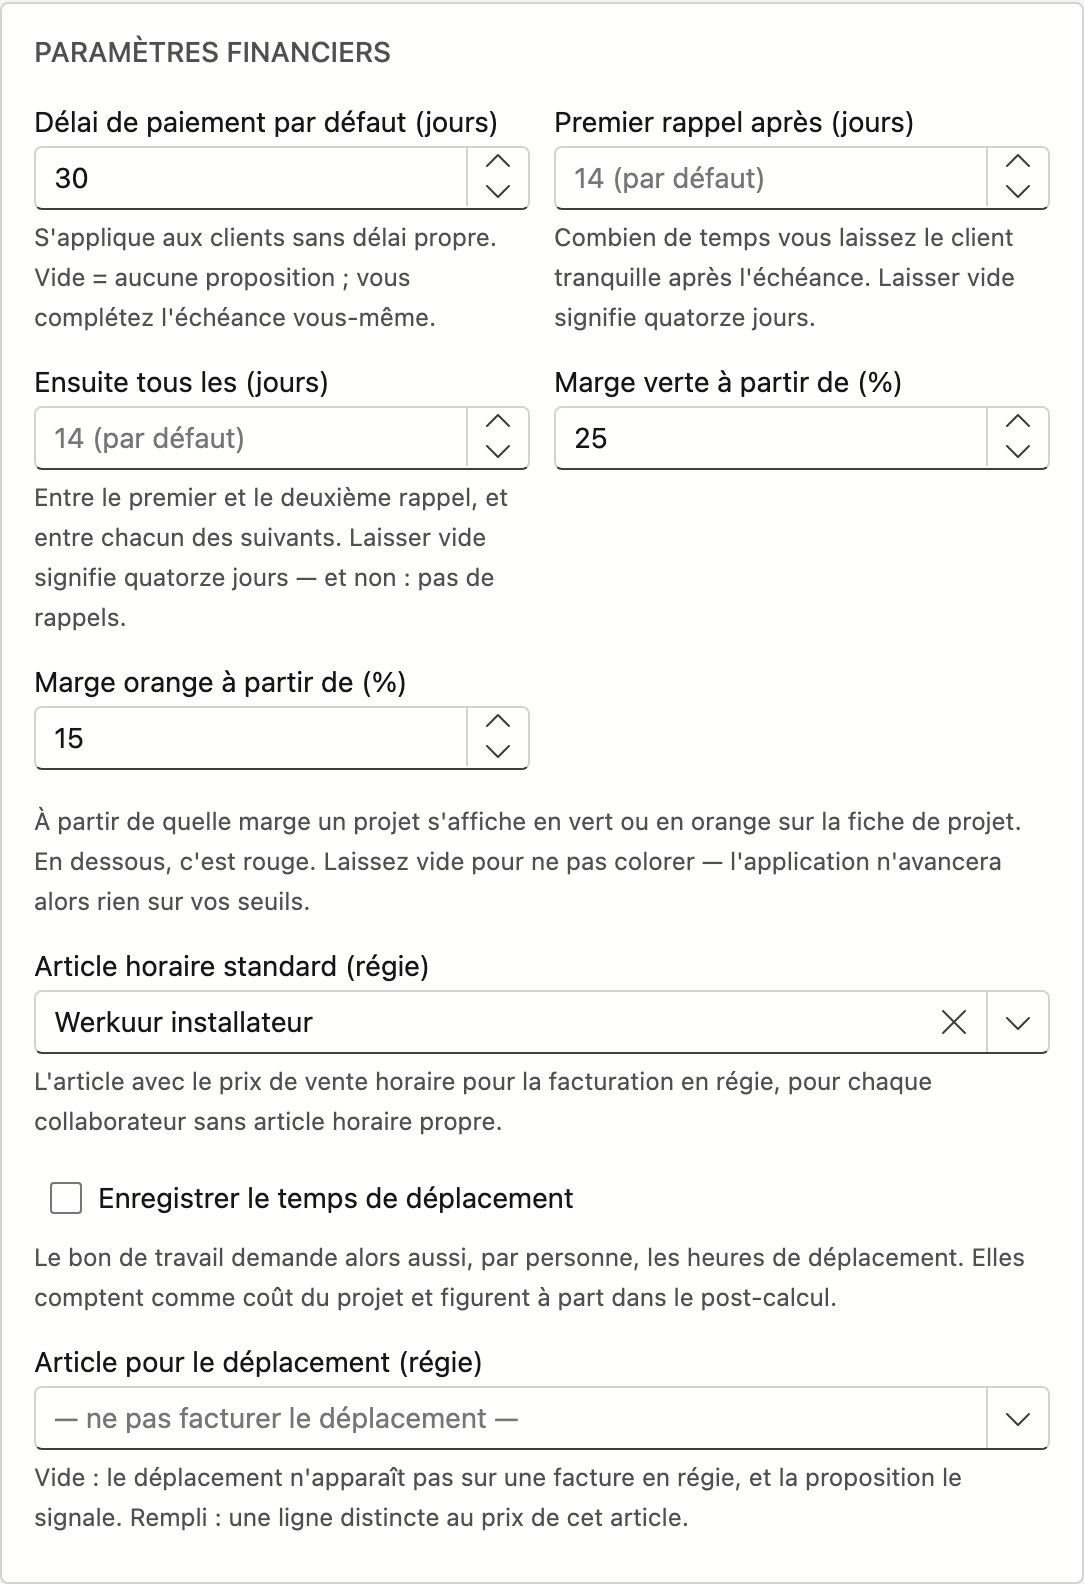 PARAMÈTRES FINANCIERS
Délai de paiement par défaut (jours)
30
S'applique aux clients sans délai propre.
Vide = aucune proposition ; vous
complétez l'échéance vous-même.
Premier rappel après (jours)
14 (par défaut)
Combien de temps vous laissez le client
tranquille après l'échéance. Laisser vide
signifie quatorze jours.
Ensuite tous les (jours)
14 (par défaut)
Entre le premier et le deuxième rappel, et
entre chacun des suivants. Laisser vide
signifie quatorze jours — et non : pas de
rappels.
Marge verte à partir de (%)
25
Marge orange à partir de (%)
15
À partir de quelle marge un projet s'affiche en vert ou en orange sur la fiche de projet.
En dessous, c'est rouge. Laissez vide pour ne pas colorer — l'application n'avancera
alors rien sur vos seuils.
Article horaire standard (régie)
Werkuur installateur
L'article avec le prix de vente horaire pour la facturation en régie, pour chaque
collaborateur sans article horaire propre.
Enregistrer le temps de déplacement
Le bon de travail demande alors aussi, par personne, les heures de déplacement. Elles
comptent comme coût du projet et figurent à part dans le post-calcul.
Article pour le déplacement (régie)
— ne pas facturer le déplacement —
Vide : le déplacement n'apparaît pas sur une facture en régie, et la proposition le
signale. Rempli : une ligne distincte au prix de cet article.